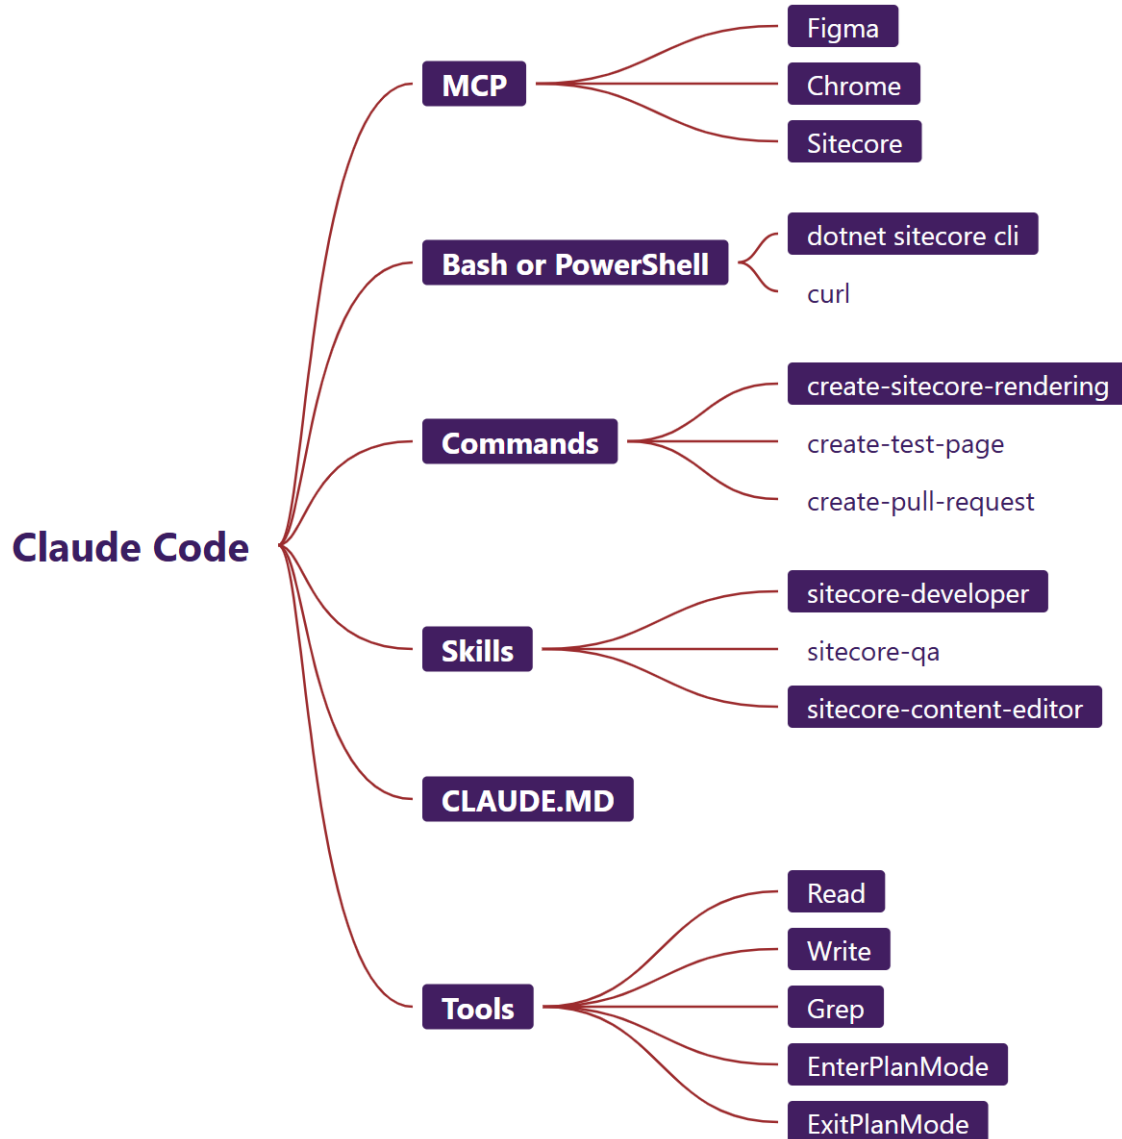 Claude Code
MCP
Figma
Chrome
Sitecore
Bash or PowerShell
dotnet sitecore cli
curl
Commands
create-sitecore-rendering
create-test-page
create-pull-request
Skills
sitecore-developer
sitecore-qa
sitecore-content-editor
CLAUDE.MD
Tools
Read
Write
Grep
EnterPlanMode
ExitPlanMode